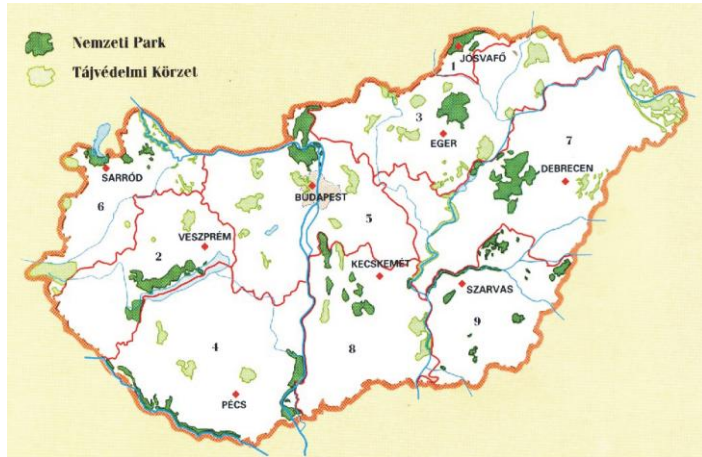 Nemzeti Park
Tájvédelmi Körzet
1
JOSVAFŐ
3
EGER
7
DEBRECEN
SARRÓD
6
BUDAPEST
5
VESZPRÉM
2
KECSKEMÉT
SZARVAS
9
4
8
PÉCS